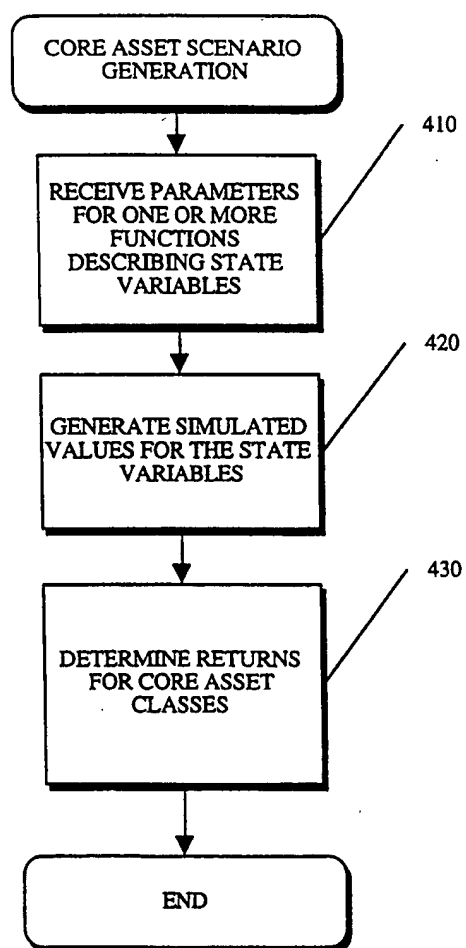 CORE ASSET SCENARIO
GENERATION
410
RECEIVE PARAMETERS
FOR ONE OR MORE
FUNCTIONS
DESCRIBING STATE
VARIABLES
420
GENERATE SIMULATED
VALUES FOR THE STATE
VARIABLES
430
DETERMINE RETURNS
FOR CORE ASSET
CLASSES
END